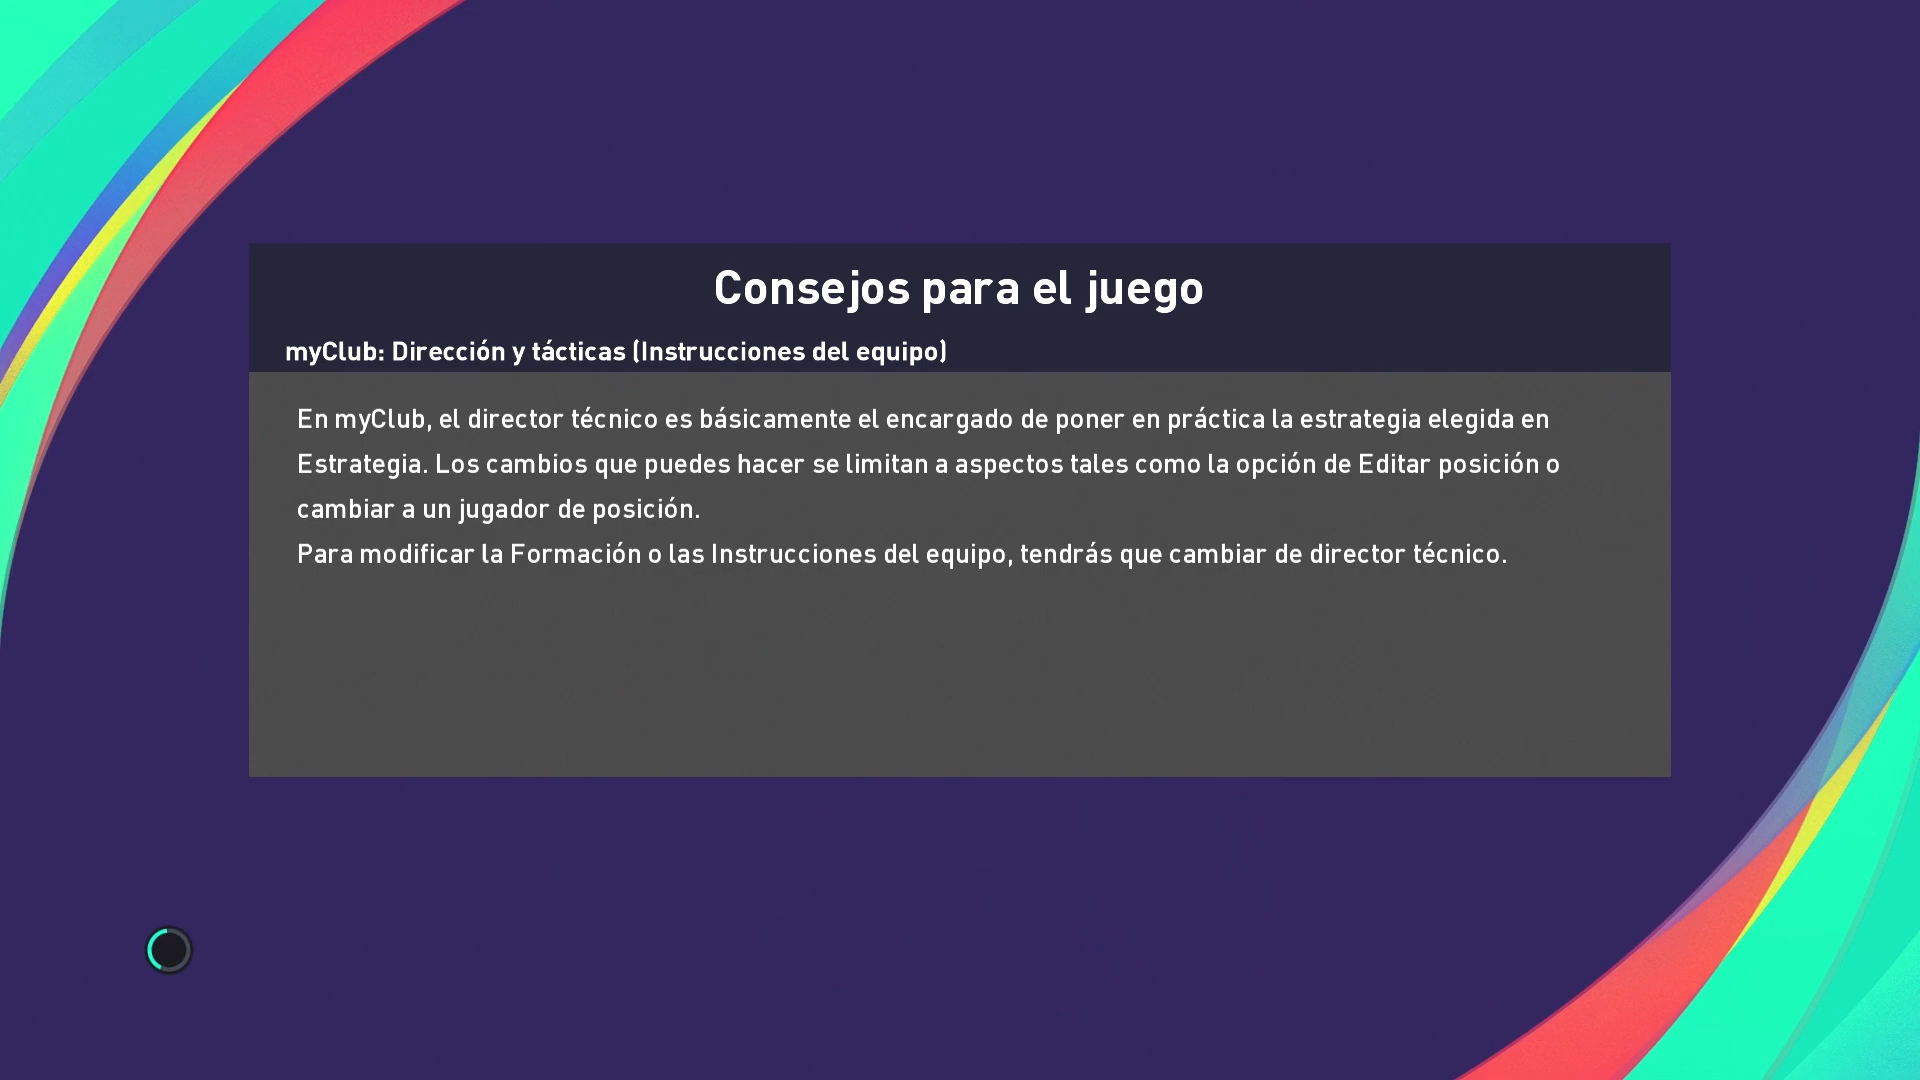 Consejos para el juego
myClub: Dirección y tácticas (Instrucciones del equipo)
En myClub, el director técnico es básicamente el encargado de poner en práctica la estrategia elegida en
Estrategia. Los cambios que puedes hacer se limitan a aspectos tales como la opción de Editar posición o
cambiar a un jugador de posición.
Para modificar la Formación o las Instrucciones del equipo, tendrás que cambiar de director técnico.